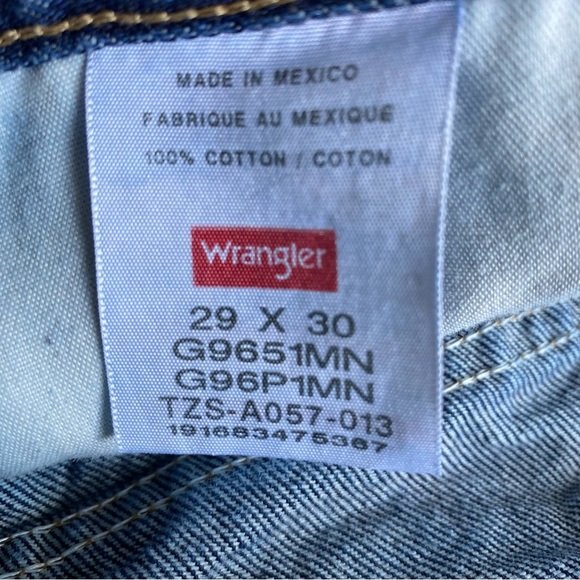 MADE IN MEXICO
FABRIQUE AU MEXIQUE
100% COTTON / COTON
Wrangler
29 X 30
G9651MN
G96P1MN
TZS-A057-013
191683475387